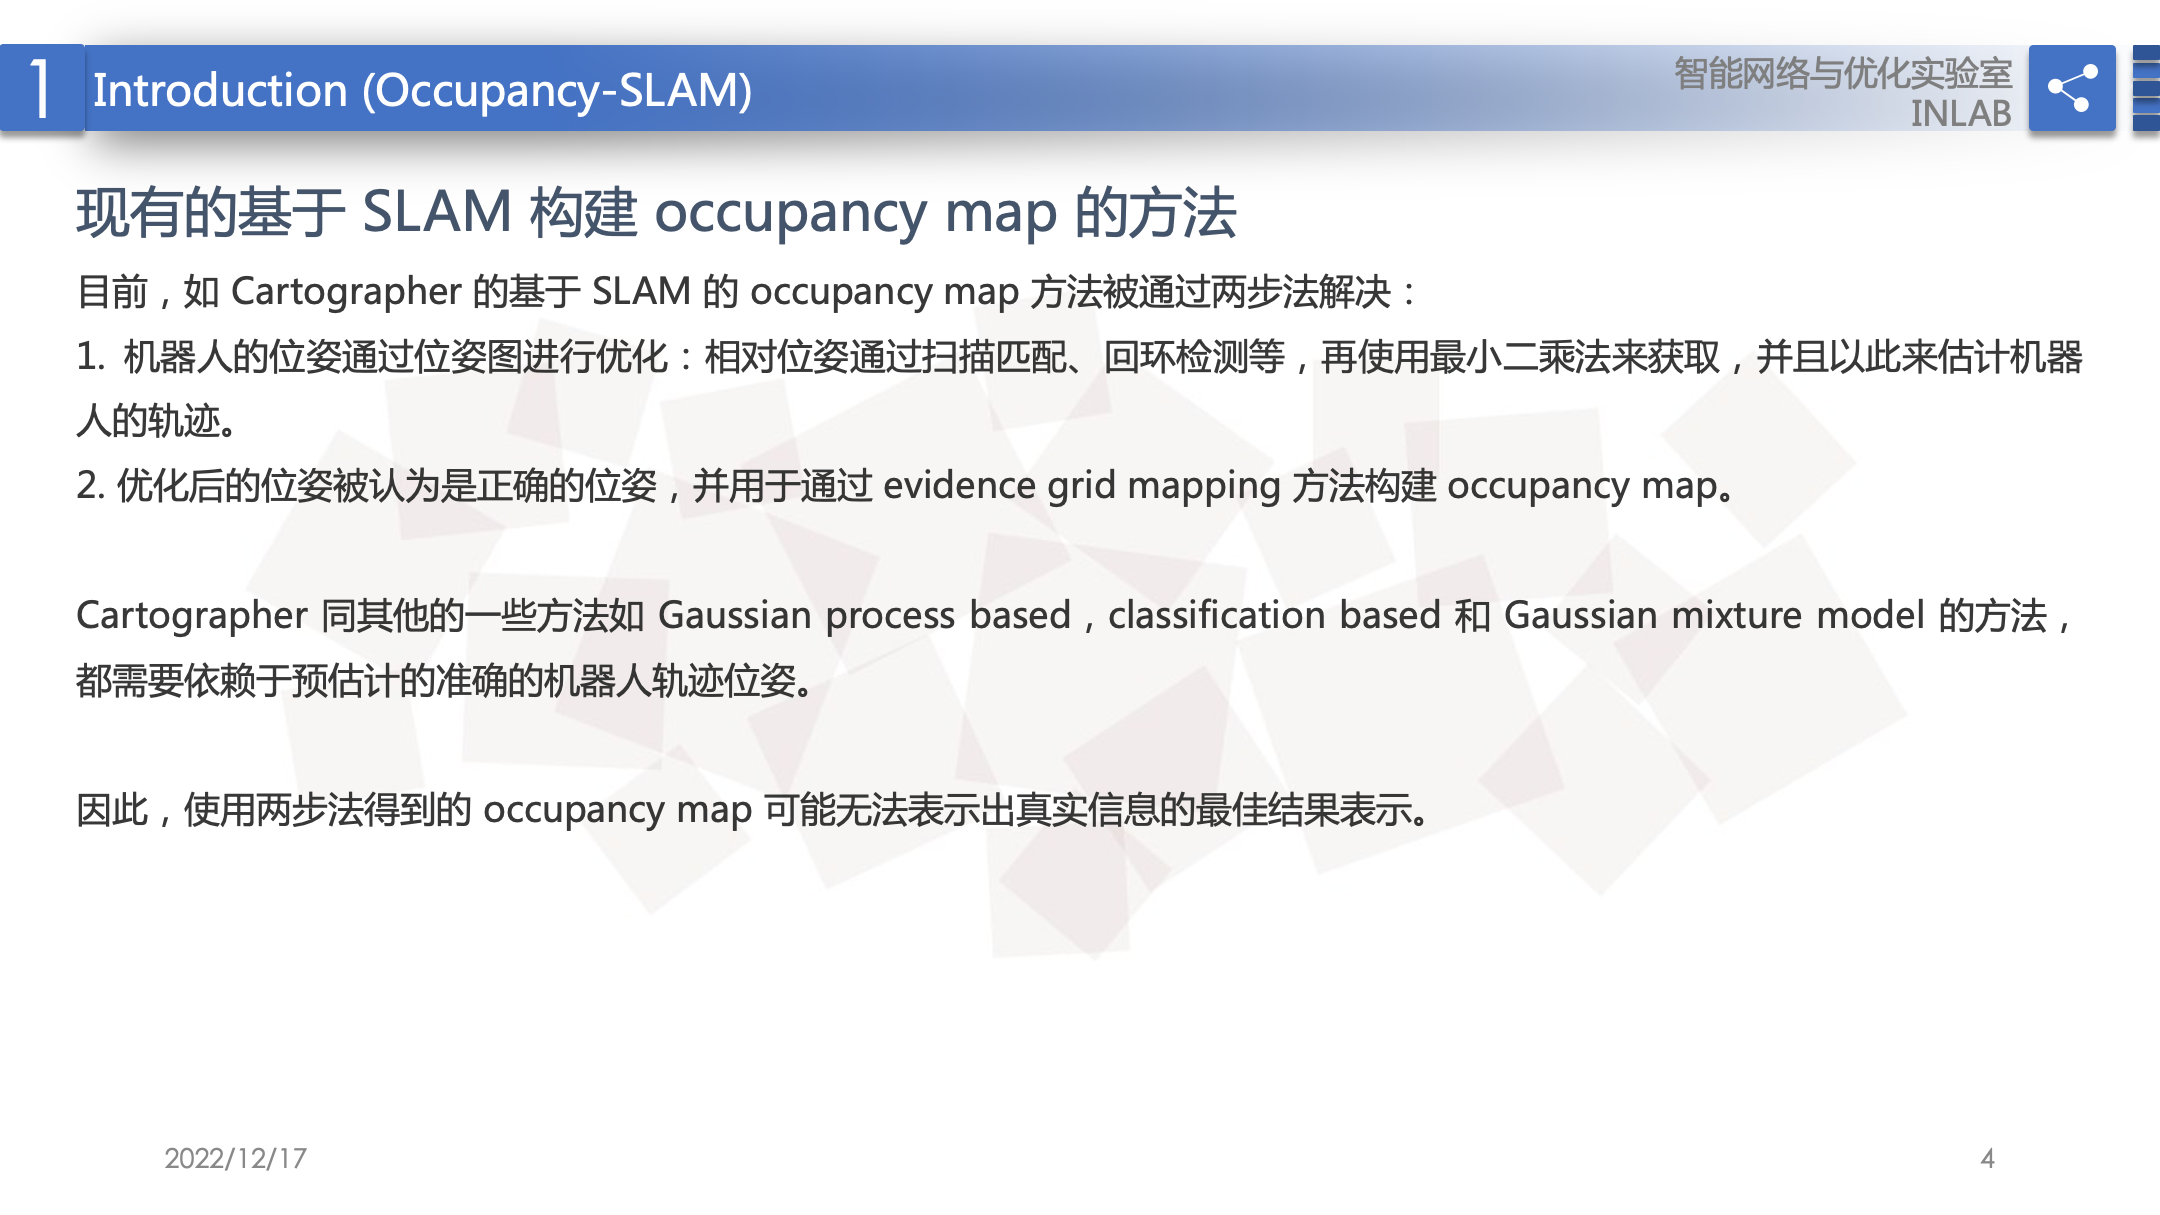 1
Introduction (Occupancy-SLAM)
智能网络与优化实验室
INLAB
现有的基于 SLAM 构建 occupancy map 的方法
目前，如 Cartographer 的基于 SLAM 的 occupancy map 方法被通过两步法解决：
1. 机器人的位姿通过位姿图进行优化：相对位姿通过扫描匹配、回环检测等，再使用最小二乘法来获取，并且以此来估计机器
人的轨迹。
2. 优化后的位姿被认为是正确的位姿，并用于通过 evidence grid mapping 方法构建 occupancy map。
Cartographer 同其他的一些方法如 Gaussian process based，classification based 和 Gaussian mixture model 的方法，
都需要依赖于预估计的准确的机器人轨迹位姿。
因此，使用两步法得到的 occupancy map 可能无法表示出真实信息的最佳结果表示。
2022/12/17
4